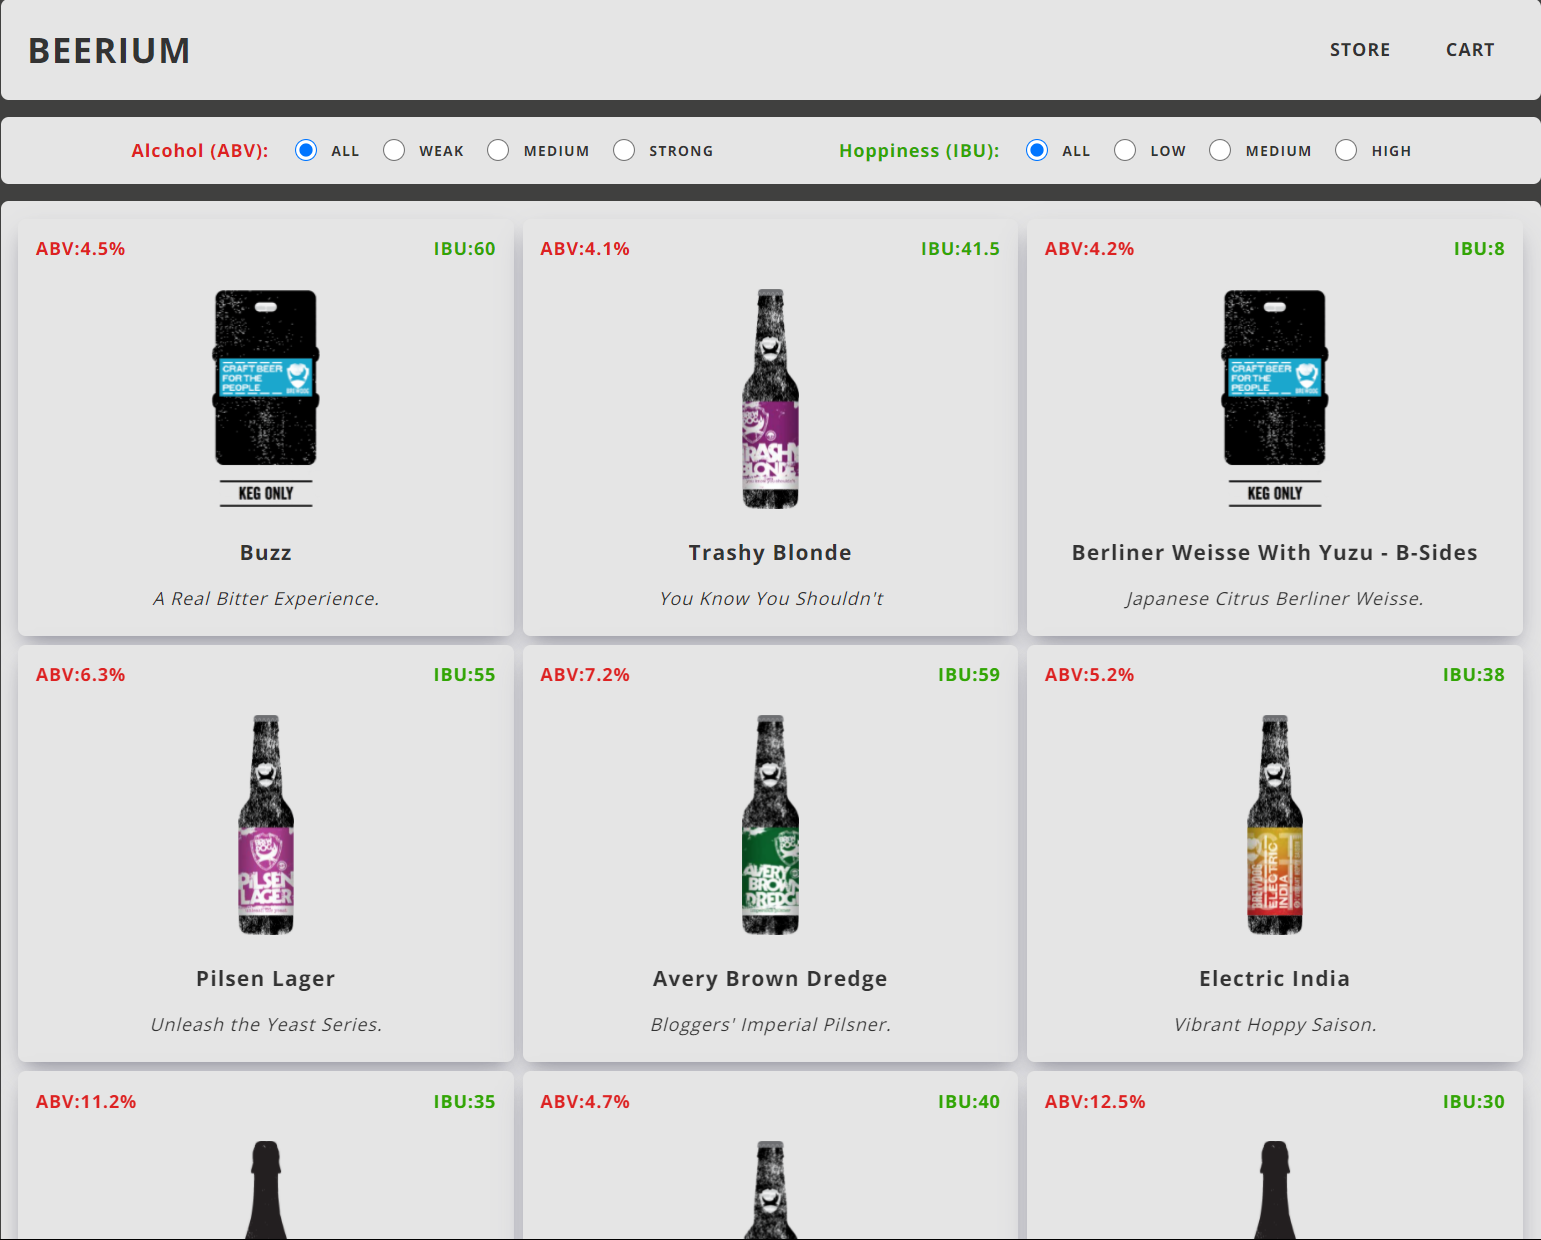 BEERIUM
STORE CART
Alcohol (ABV): ALL WEAK MEDIUM STRONG Hoppiness (IBU): ALL LOW MEDIUM HIGH
ABV:4.5% IBU:60
CRAFT BEER
FOR THE
PEOPLE
KEG ONLY
Buzz
A Real Bitter Experience.
ABV:4.1% IBU:41.5
TRASHY
BLONDE
Trashy Blonde
You Know You Shouldn't
ABV:4.2% IBU:8
CRAFT BEER
FOR THE
PEOPLE
KEG ONLY
Berliner Weisse With Yuzu - B-Sides
Japanese Citrus Berliner Weisse.
ABV:6.3% IBU:55
PILSEN
LAGER
Pilsen Lager
Unleash the Yeast Series.
ABV:7.2% IBU:59
AVERY
BROWN
DREDGE
Avery Brown Dredge
Bloggers' Imperial Pilsner.
ABV:5.2% IBU:38
BREWDOG
ELECTRIC
INDIA
Electric India
Vibrant Hoppy Saison.
ABV:11.2% IBU:35
ABV:4.7% IBU:40
ABV:12.5% IBU:30